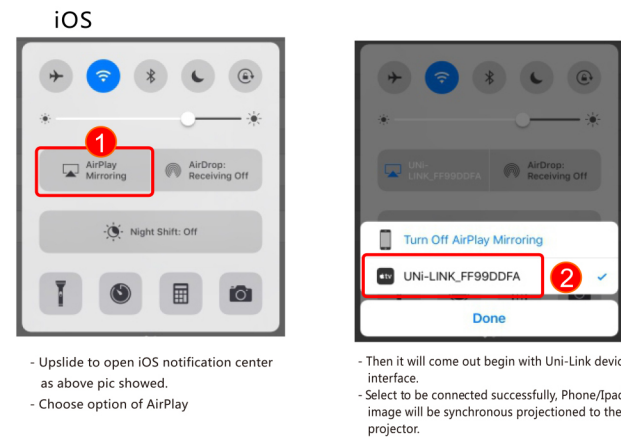 iOS
1
AirPlay
Mirroring
AirDrop:
Receiving Off
Night Shift: Off
- Upslide to open iOS notification center
as above pic showed.
- Choose option of AirPlay
UNi-
LINK_FF99DDFA
AirDrop:
Receiving Off
Turn Off AirPlay Mirroring
tv
UNi-LINK_FF99DDFA
2
Done
- Then it will come out begin with Uni-Link devic
interface.
- Select to be connected successfully, Phone/Ipad
image will be synchronous projectioned to the
projector.